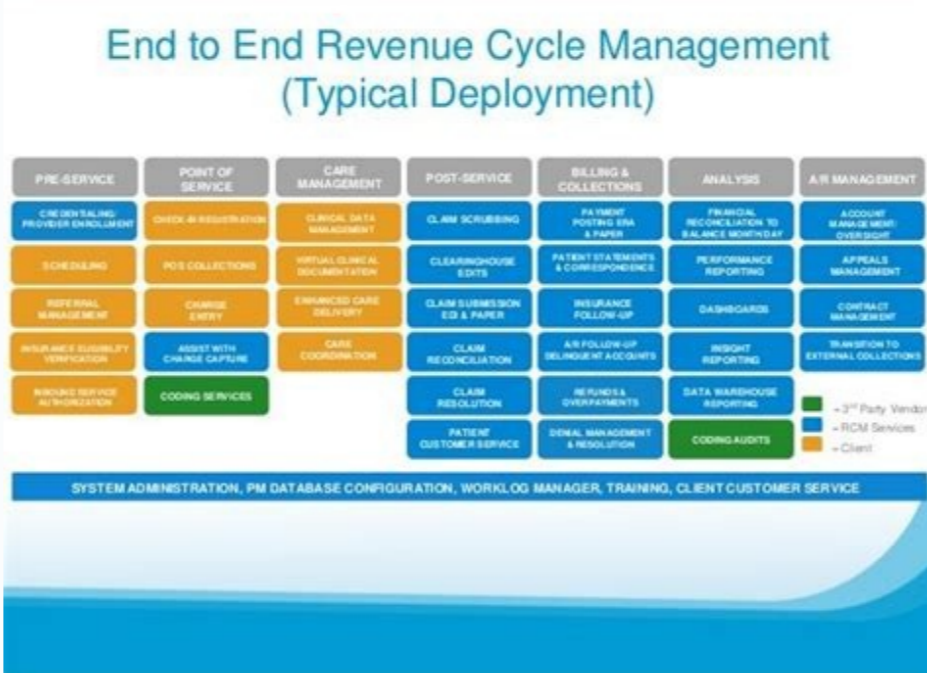 End to End Revenue Cycle Management
(Typical Deployment)
PRE-SERVICE
CREDENTIALING/
PROVIDER ENROLLMENT
SCHEDULING
REFERRAL
MANAGEMENT
INSURANCE ELIGIBILITY
VERIFICATION
INBOUND SERVICE
AUTHORIZATION
POINT OF
SERVICE
CHECK-IN REGISTRATION
POS COLLECTIONS
CHARGE
ENTRY
ASSIST WITH
CHARGE CAPTURE
CODING SERVICES
CARE
MANAGEMENT
CLINICAL DATA
MANAGEMENT
VIRTUAL CLINICAL
DOCUMENTATION
ENHANCED CARE
DELIVERY
CARE
COORDINATION
POST-SERVICE
CLAIM SCRUBBING
CLEARINGHOUSE
EDITS
CLAIM SUBMISSION
EDI & PAPER
CLAIM
RECONCILIATION
CLAIM
RESOLUTION
PATIENT
CUSTOMER SERVICE
BILLING &
COLLECTIONS
PAYMENT
POSTING ERA
& PAPER
PATIENT STATEMENTS
& CORRESPONDENCE
INSURANCE
FOLLOW-UP
A/R FOLLOW-UP
DELINQUENT ACCOUNTS
REFUNDS &
OVERPAYMENTS
DENIAL MANAGEMENT
& RESOLUTION
ANALYSIS
FINANCIAL
RECONCILIATION TO
BALANCE MONTH/DAY
PERFORMANCE
REPORTING
DASHBOARDS
INSIGHT
REPORTING
DATA WAREHOUSE
REPORTING
CODING AUDITS
A/R MANAGEMENT
ACCOUNT
MANAGEMENT/
OVERSIGHT
APPEALS
MANAGEMENT
CONTRACT
MANAGEMENT
TRANSITION TO
EXTERNAL COLLECTIONS
= 3rd Party Vendor
= RCM Services
= Client
SYSTEM ADMINISTRATION, PM DATABASE CONFIGURATION, WORKLOG MANAGER, TRAINING, CLIENT CUSTOMER SERVICE